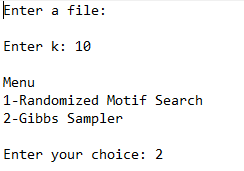 Enter a file:
Enter k: 10
Menu
1-Randomized Motif Search
2-Gibbs Sampler
Enter your choice: 2